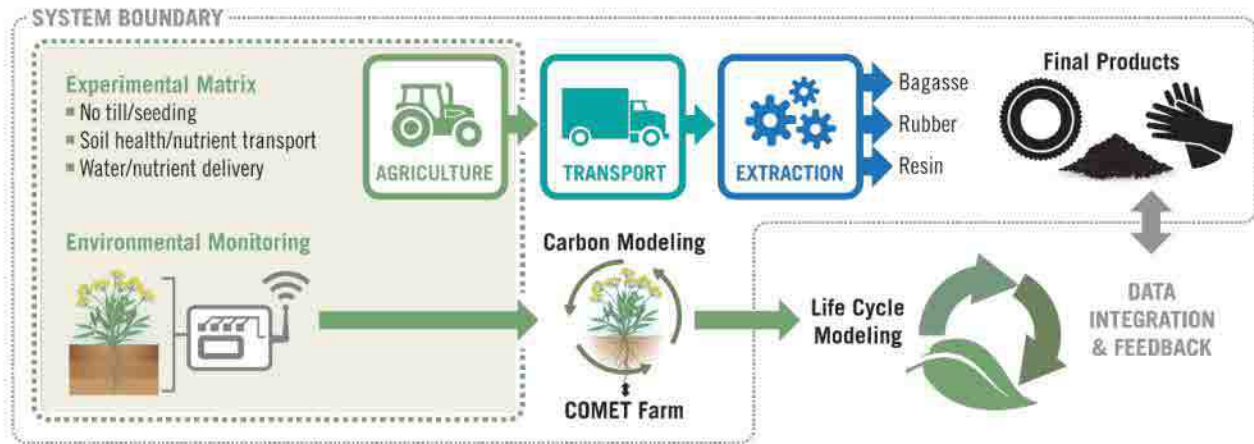 SYSTEM BOUNDARY
Experimental Matrix
No till/seeding
Soil health/nutrient transport
Water/nutrient delivery
AGRICULTURE
TRANSPORT
EXTRACTION
Bagasse
Rubber
Resin
Final Products
Environmental Monitoring
Carbon Modeling
COMET Farm
Life Cycle
Modeling
DATA
INTEGRATION
& FEEDBACK